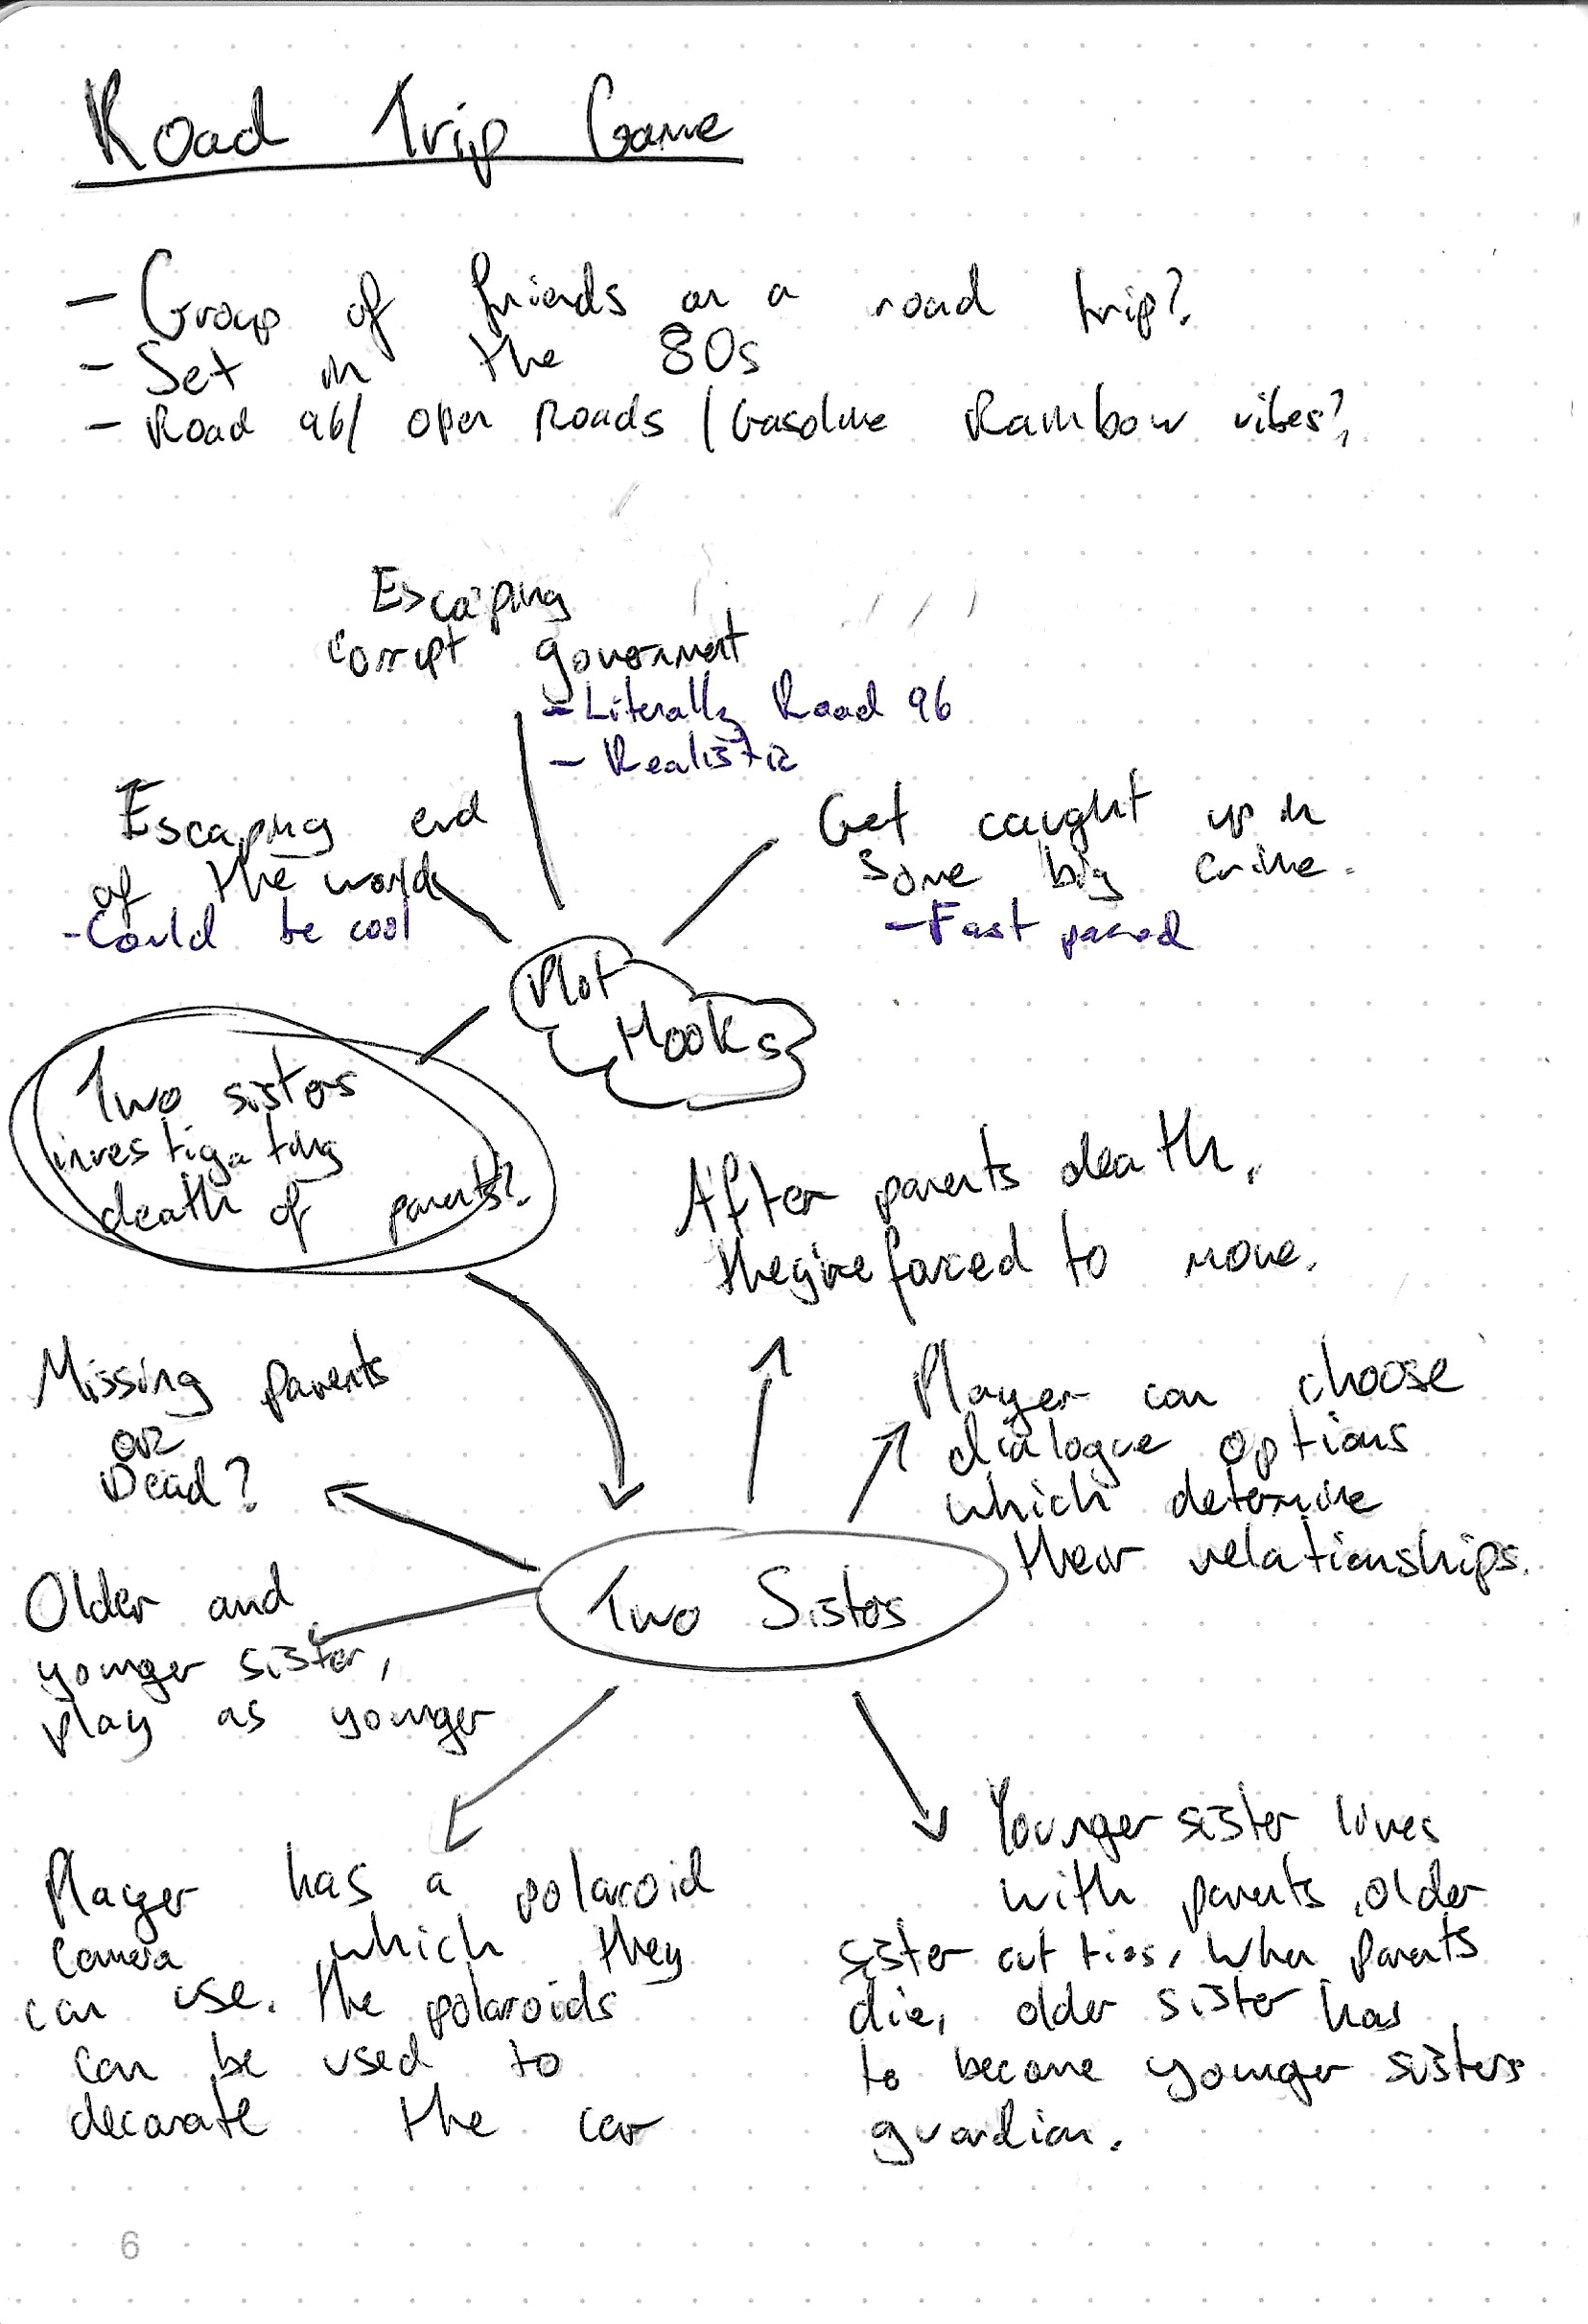 Road Trip Game
- Group of friends on a road trip?
- Set in the 80s
- Road 96/ Open Roads / Gasoline Rainbow vibes?
Escaping
corrupt government
- Literally Road 96
- Realistic
Escaping end
of the world
- Could be cool
Get caught up in
some big crime.
- Fast paced
Plot
Hooks
Two sisters
investigating
death of parents?
After parents death,
they're forced to move.
Missing parents
OR
Dead?
Player can choose
dialogue options
which determine
their relationships.
Two Sisters
Older and
younger sister,
play as younger
Player has a polaroid
camera which they
can use. The polaroids
can be used to
decorate the car
Younger sister lives
with parents, older
sister cut ties, when parents
die, older sister has
to become younger sisters
guardian.
6